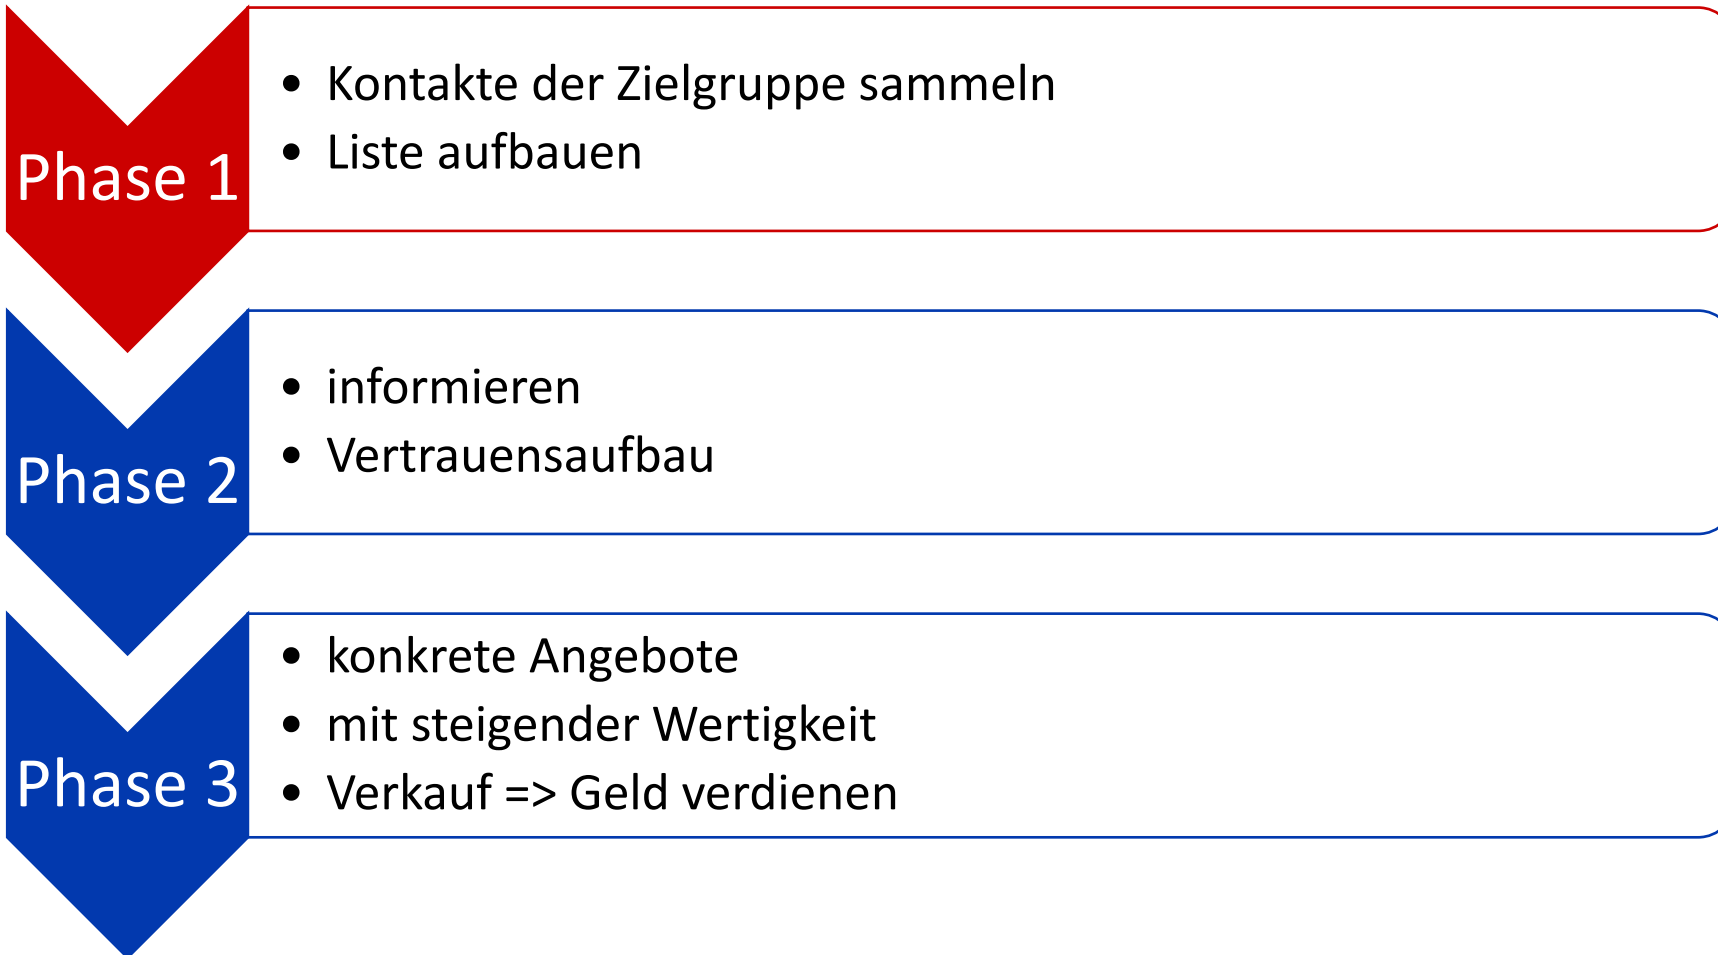 Phase 1
• Kontakte der Zielgruppe sammeln
• Liste aufbauen
Phase 2
• informieren
• Vertrauensaufbau
Phase 3
• konkrete Angebote
• mit steigender Wertigkeit
• Verkauf => Geld verdienen